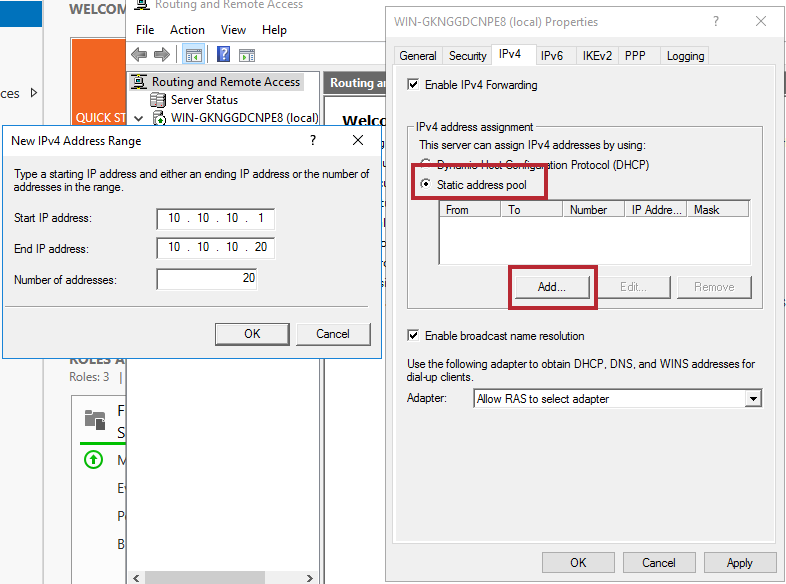 Routing and Remote Access
File Action View Help
WELCOM
ces
QUICK ST
Routing and Remote Access
Server Status
WIN-GKNGGDCNPE8 (local)
Routing a
Welc
New IPv4 Address Range
?
Type a starting IP address and either an ending IP address or the number of
addresses in the range.
Start IP address: 10 . 10 . 10 . 1
End IP address: 10 . 10 . 10 . 20
Number of addresses: 20
OK Cancel
Roles: 3 |
WIN-GKNGGDCNPE8 (local) Properties
?
General Security IPv4 IPv6 IKEv2 PPP Logging
Enable IPv4 Forwarding
IPv4 address assignment
This server can assign IPv4 addresses by using:
Dynamic Host Configuration Protocol (DHCP)
Static address pool
From To Number IP Addre... Mask
Add... Edit... Remove
Enable broadcast name resolution
Use the following adapter to obtain DHCP, DNS, and WINS addresses for
dial-up clients.
Adapter: Allow RAS to select adapter
OK Cancel Apply